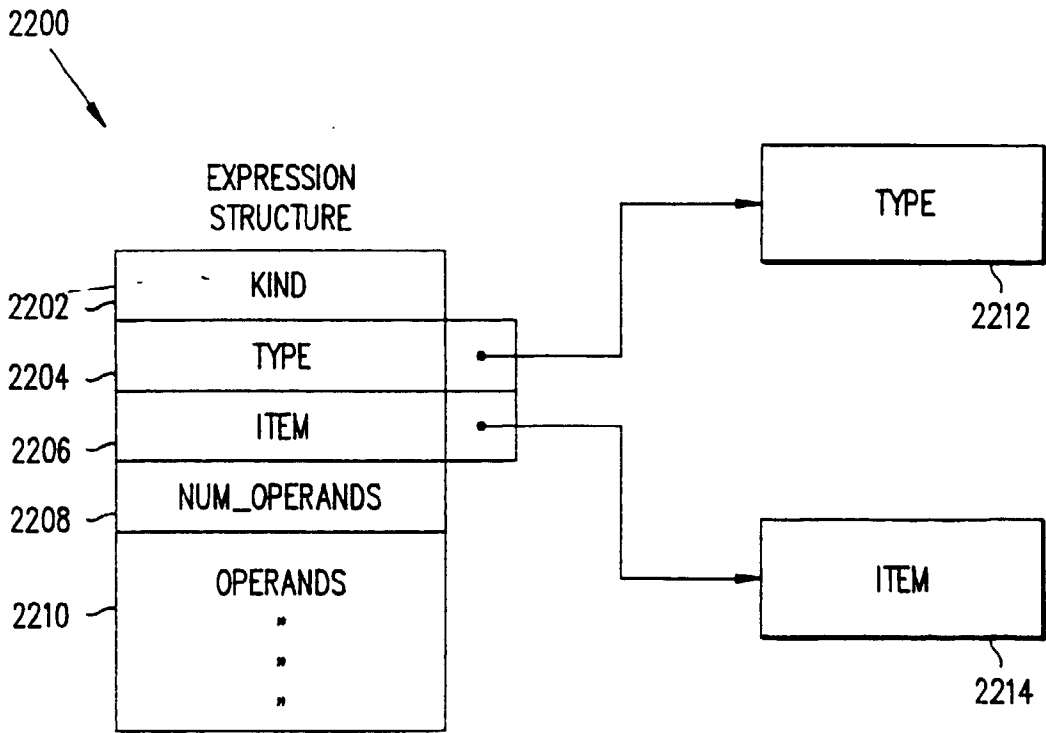 2200
EXPRESSION
STRUCTURE
KIND
2202
TYPE
2204
ITEM
2206
NUM_OPERANDS
2208
OPERANDS
"
"
"
2210
TYPE
2212
ITEM
2214